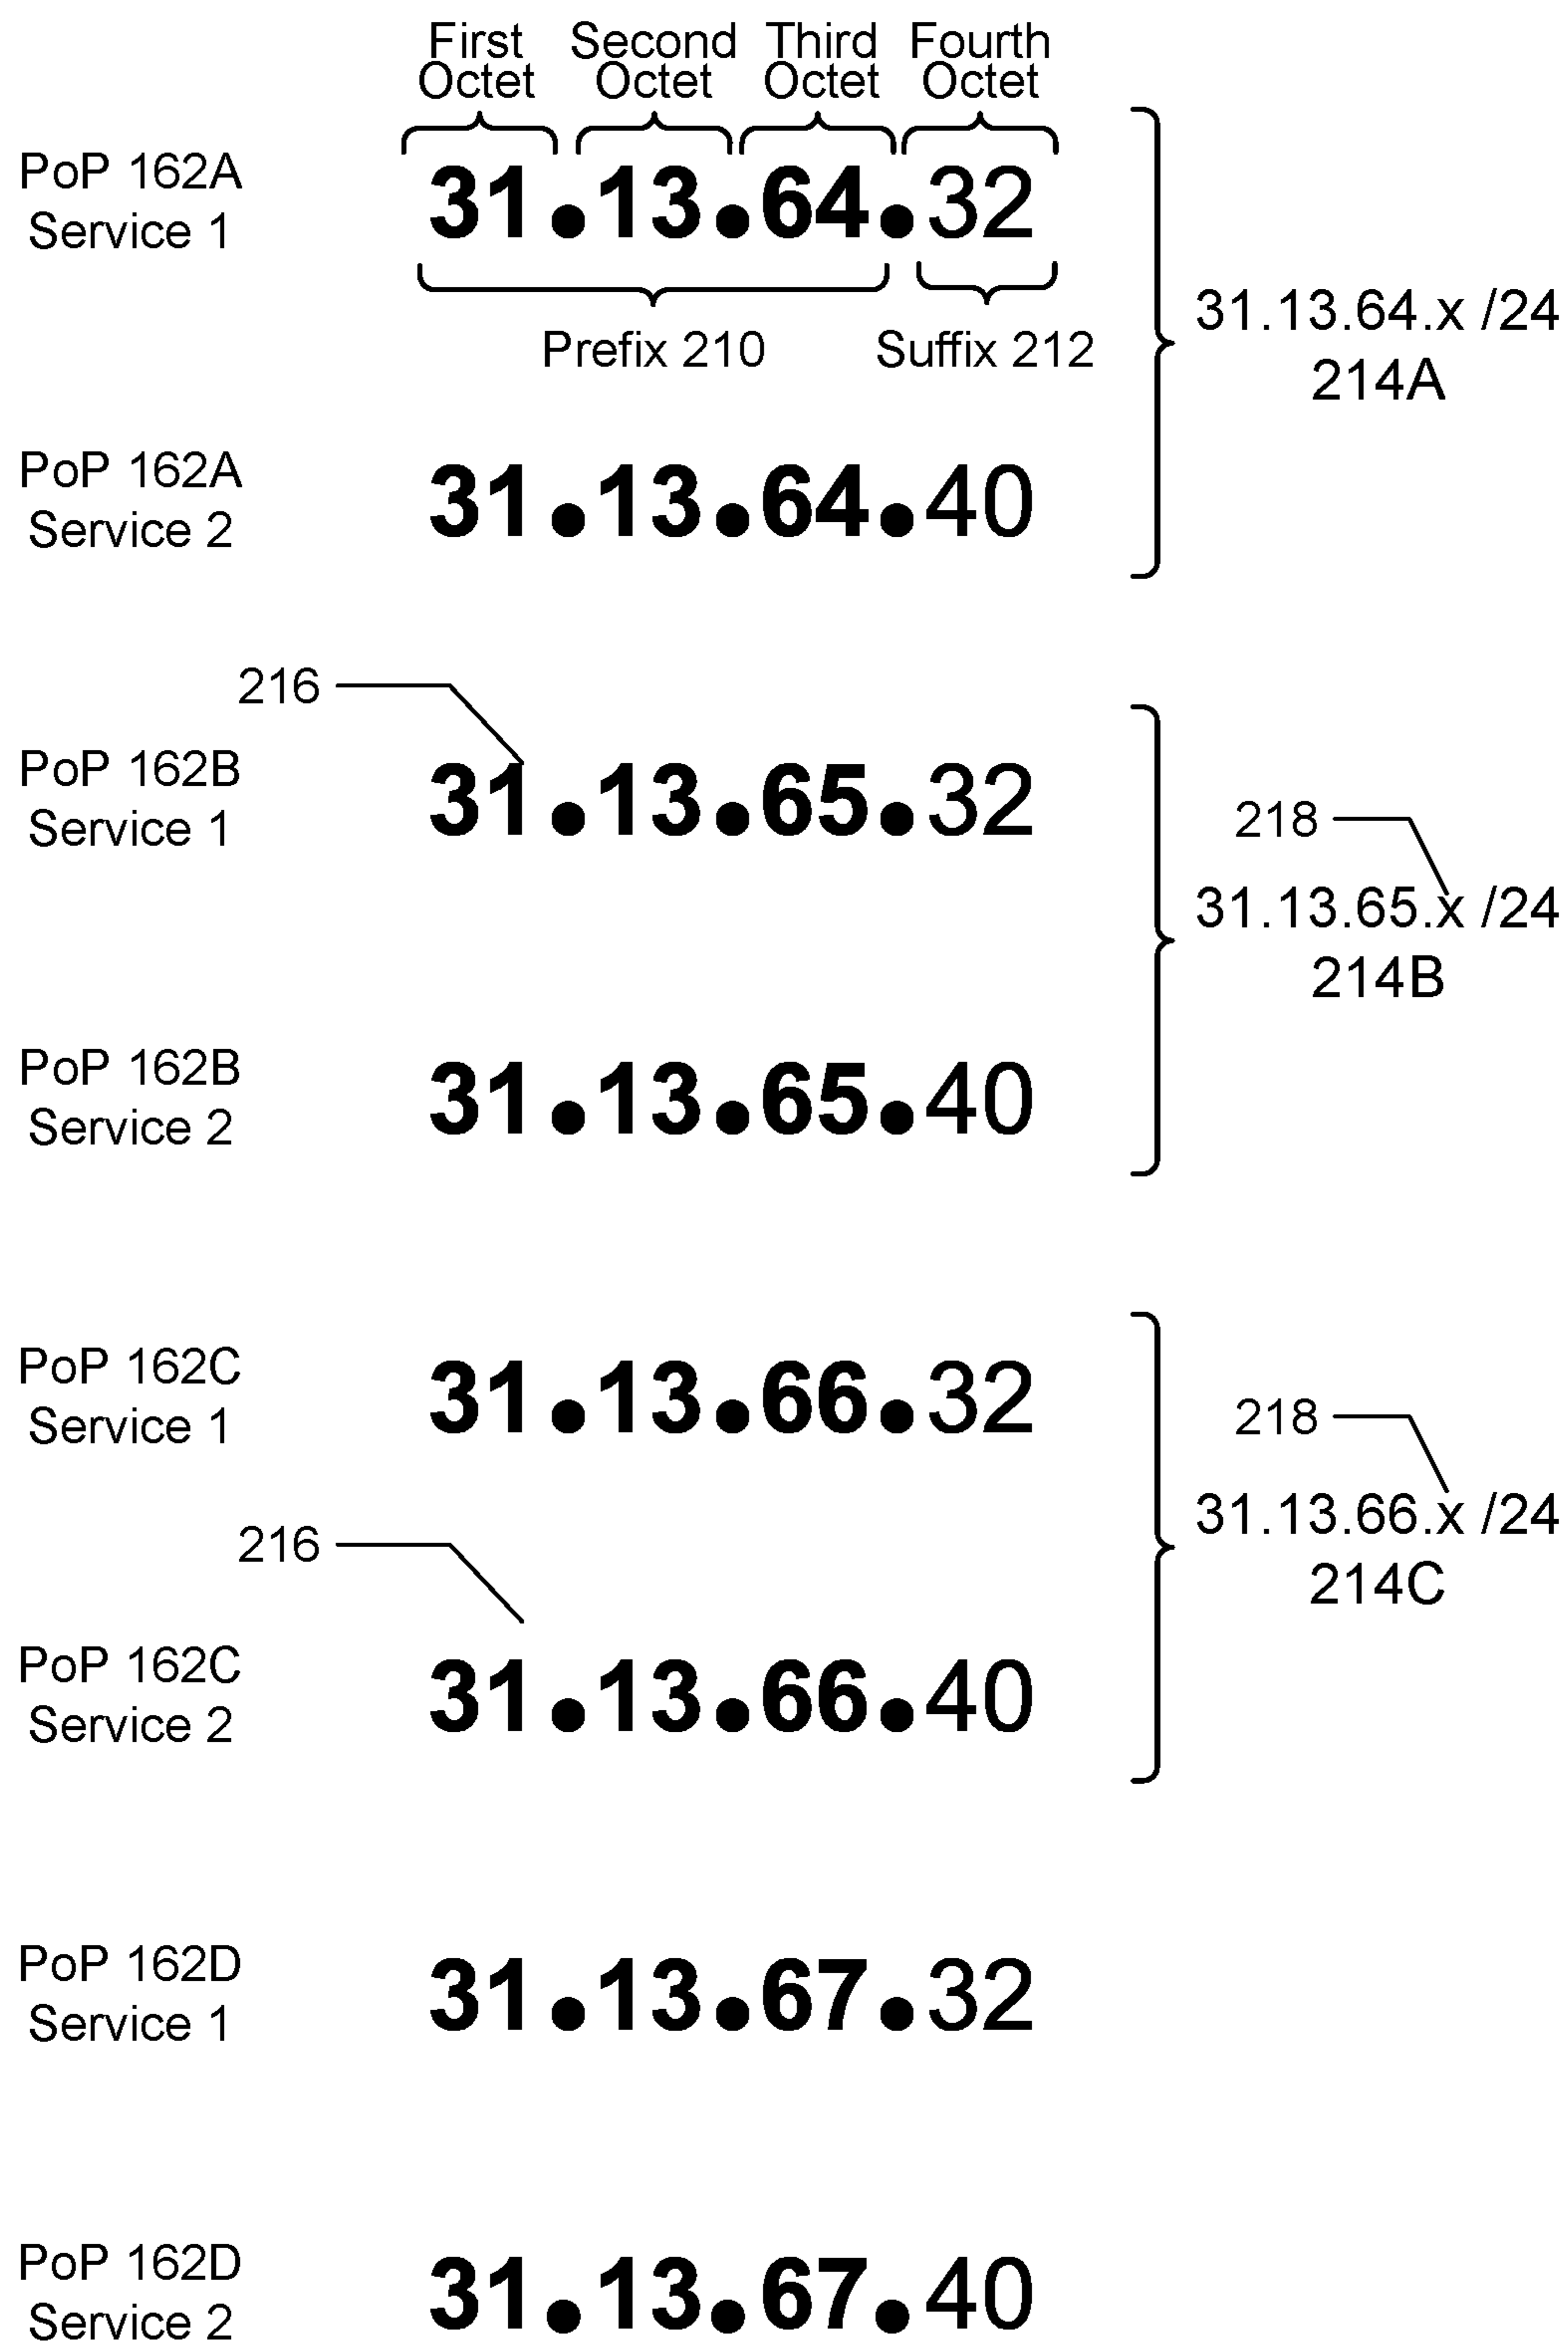 First Second Third Fourth
Octet Octet Octet Octet
PoP 162A
Service 1
31.13.64.32
Prefix 210 Suffix 212
31.13.64.x /24
214A
PoP 162A
Service 2
31.13.64.40
216
PoP 162B
Service 1
31.13.65.32
218
31.13.65.x /24
214B
PoP 162B
Service 2
31.13.65.40
PoP 162C
Service 1
31.13.66.32
218
31.13.66.x /24
214C
216
PoP 162C
Service 2
31.13.66.40
PoP 162D
Service 1
31.13.67.32
PoP 162D
Service 2
31.13.67.40